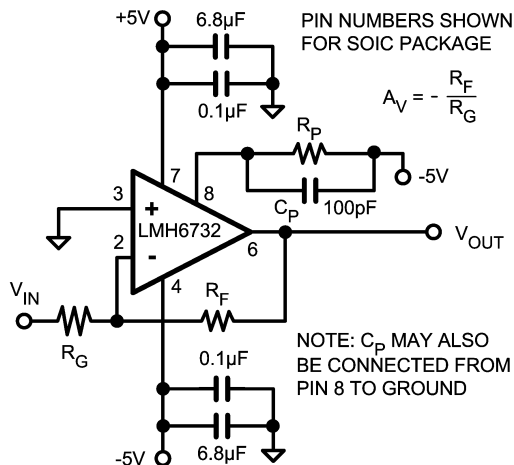 +5V
6.8µF
0.1µF
PIN NUMBERS SHOWN
FOR SOIC PACKAGE
A_V = - R_F / R_G
R_P
-5V
C_P
100pF
7
8
3
+
LMH6732
6
V_OUT
2
-
4
V_IN
R_G
R_F
0.1µF
6.8µF
-5V
NOTE: C_P MAY ALSO
BE CONNECTED FROM
PIN 8 TO GROUND